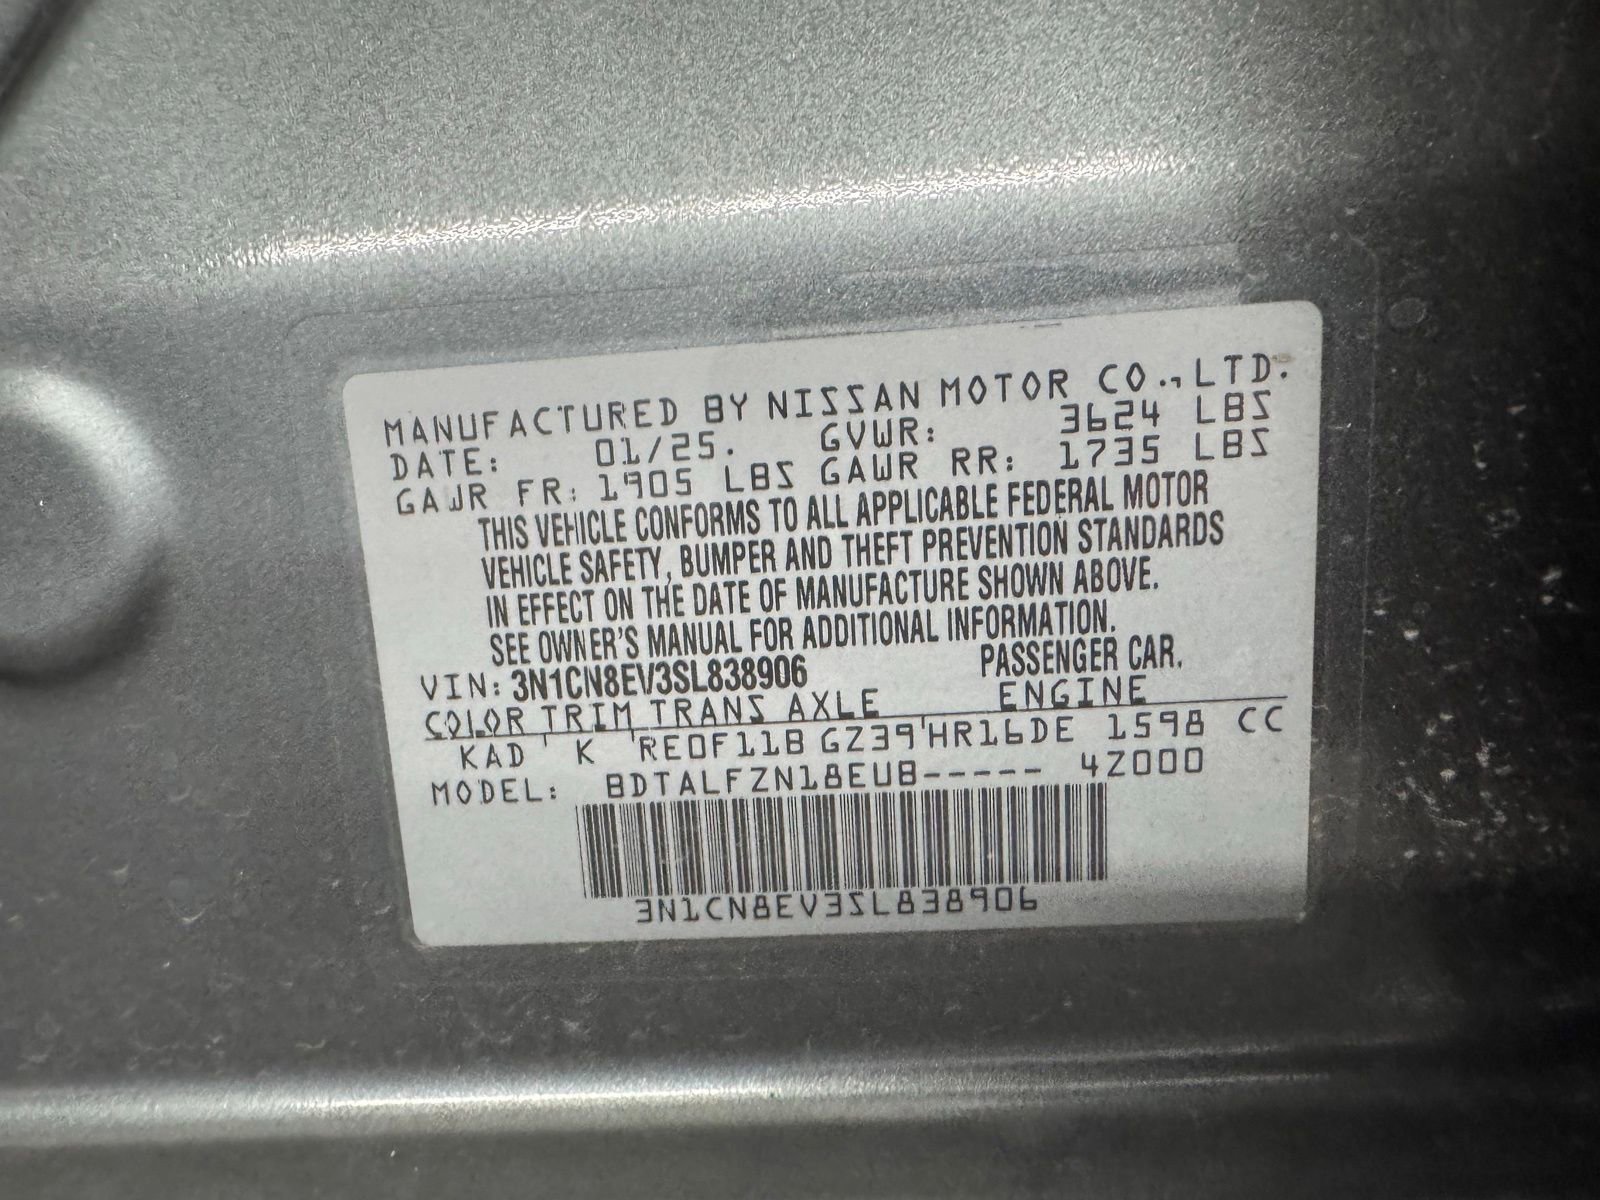 MANUFACTURED BY NISSAN MOTOR CO., LTD.
DATE: 01/25. GVWR: 3624 LBS
GAWR FR: 1905 LBS GAWR RR: 1735 LBS
THIS VEHICLE CONFORMS TO ALL APPLICABLE FEDERAL MOTOR
VEHICLE SAFETY, BUMPER AND THEFT PREVENTION STANDARDS
IN EFFECT ON THE DATE OF MANUFACTURE SHOWN ABOVE.
SEE OWNER'S MANUAL FOR ADDITIONAL INFORMATION.
VIN: 3N1CN8EV3SL838906 PASSENGER CAR.
COLOR TRIM TRANS AXLE ENGINE
KAD K RE0F11B GZ39 HR16DE 1598 CC
MODEL: BDTALFZN18EUB----- 4Z000
3N1CN8EV3SL838906